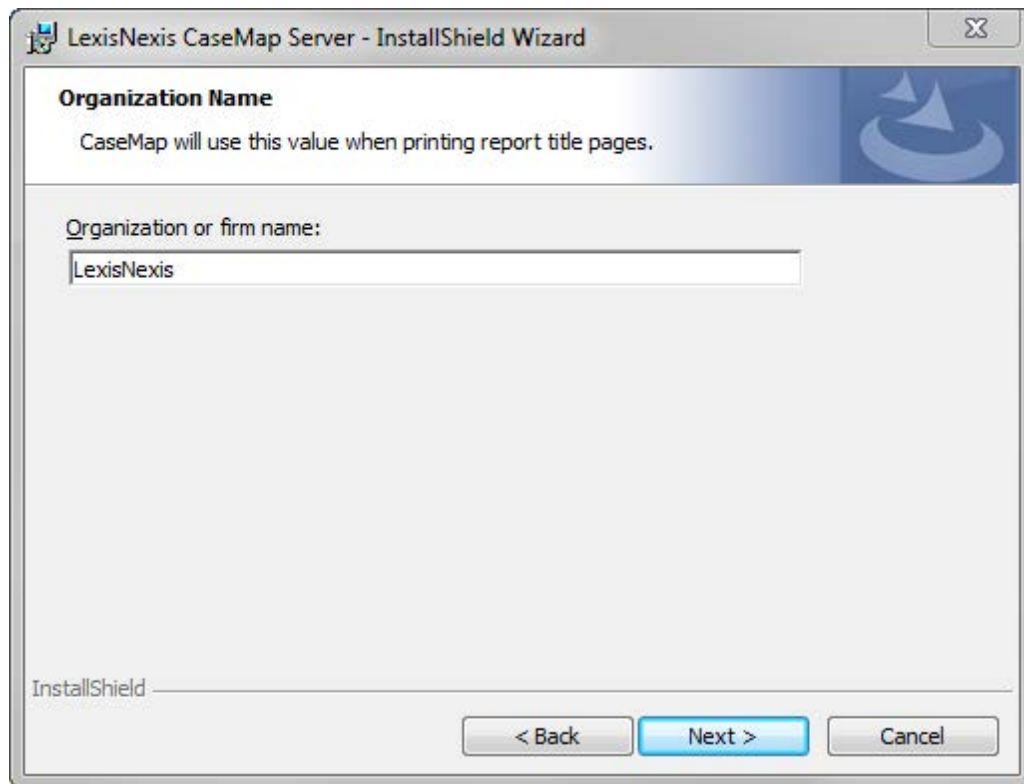 LexisNexis CaseMap Server - InstallShield Wizard
Organization Name
CaseMap will use this value when printing report title pages.
Organization or firm name:
LexisNexis
InstallShield
< Back Next > Cancel